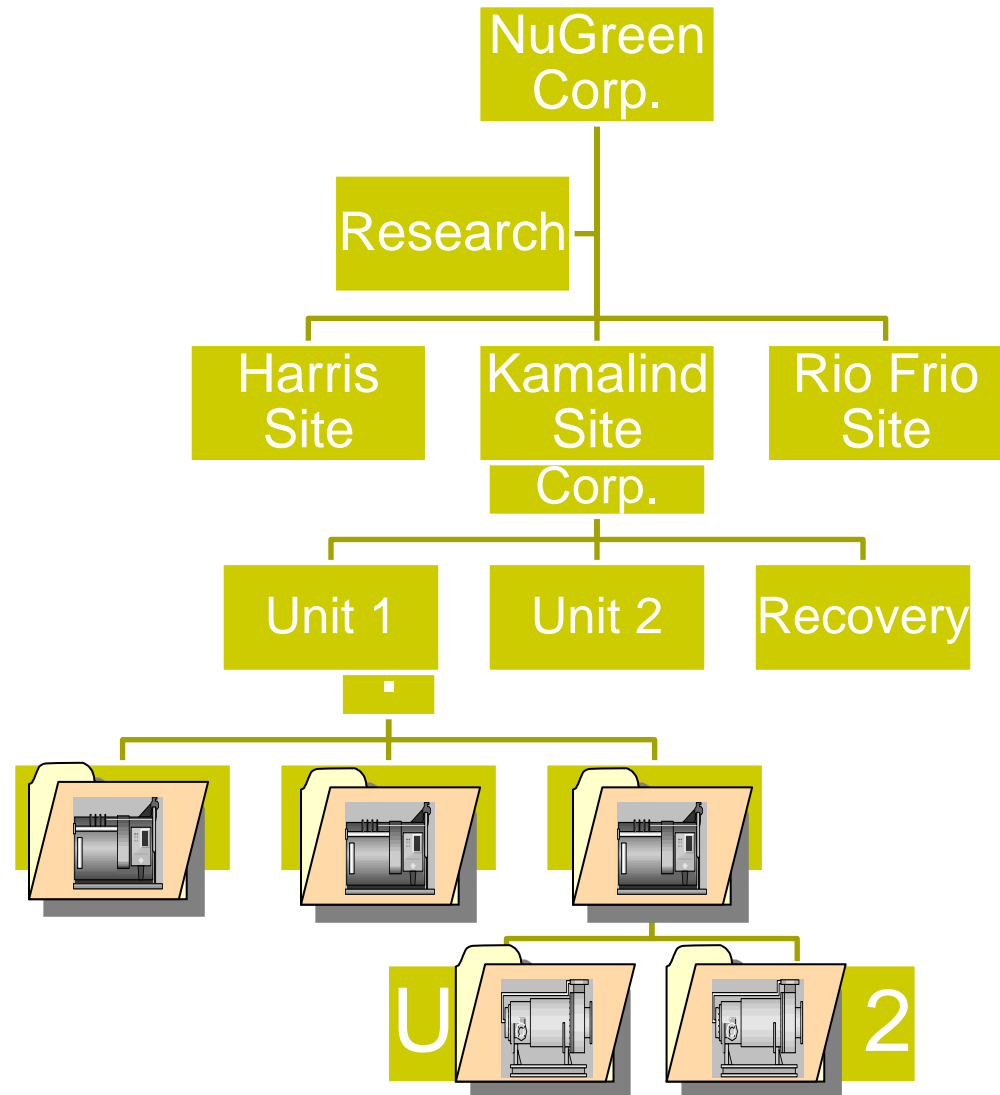 NuGreen
Corp.
Research
Harris
Site
Kamalind
Site
Rio Frio
Site
Corp.
Unit 1
Unit 2
Recovery
U
2